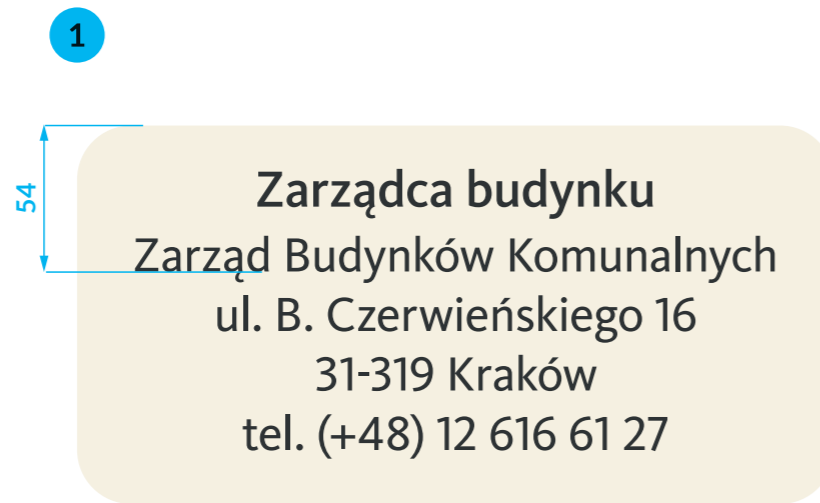 1
54
Zarządca budynku
Zarząd Budynków Komunalnych
ul. B. Czerwieńskiego 16
31-319 Kraków
tel. (+48) 12 616 61 27